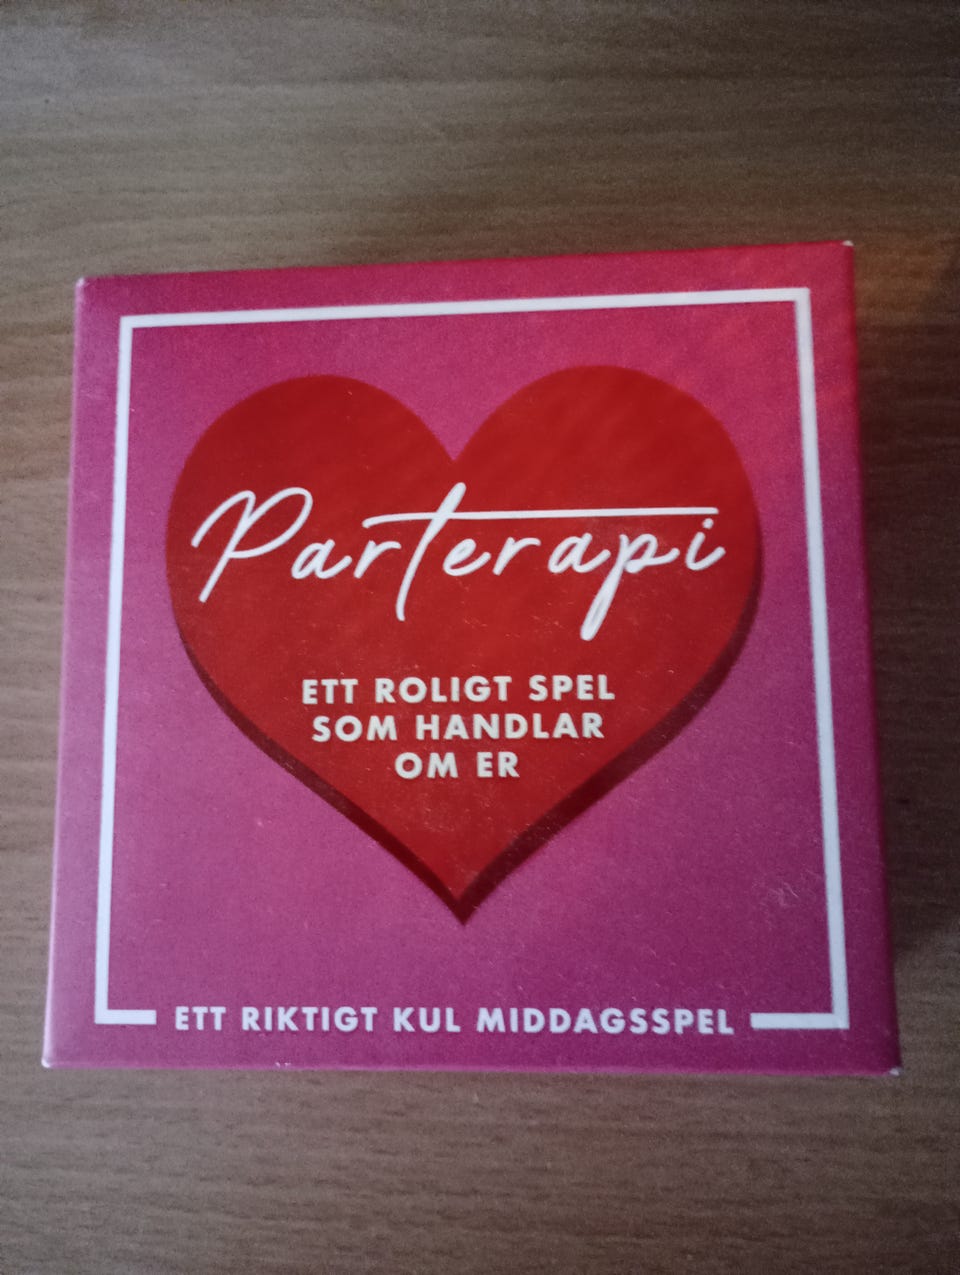 Parterapi
ETT ROLIGT SPEL
SOM HANDLAR
OM ER
ETT RIKTIGT KUL MIDDAGSSPEL